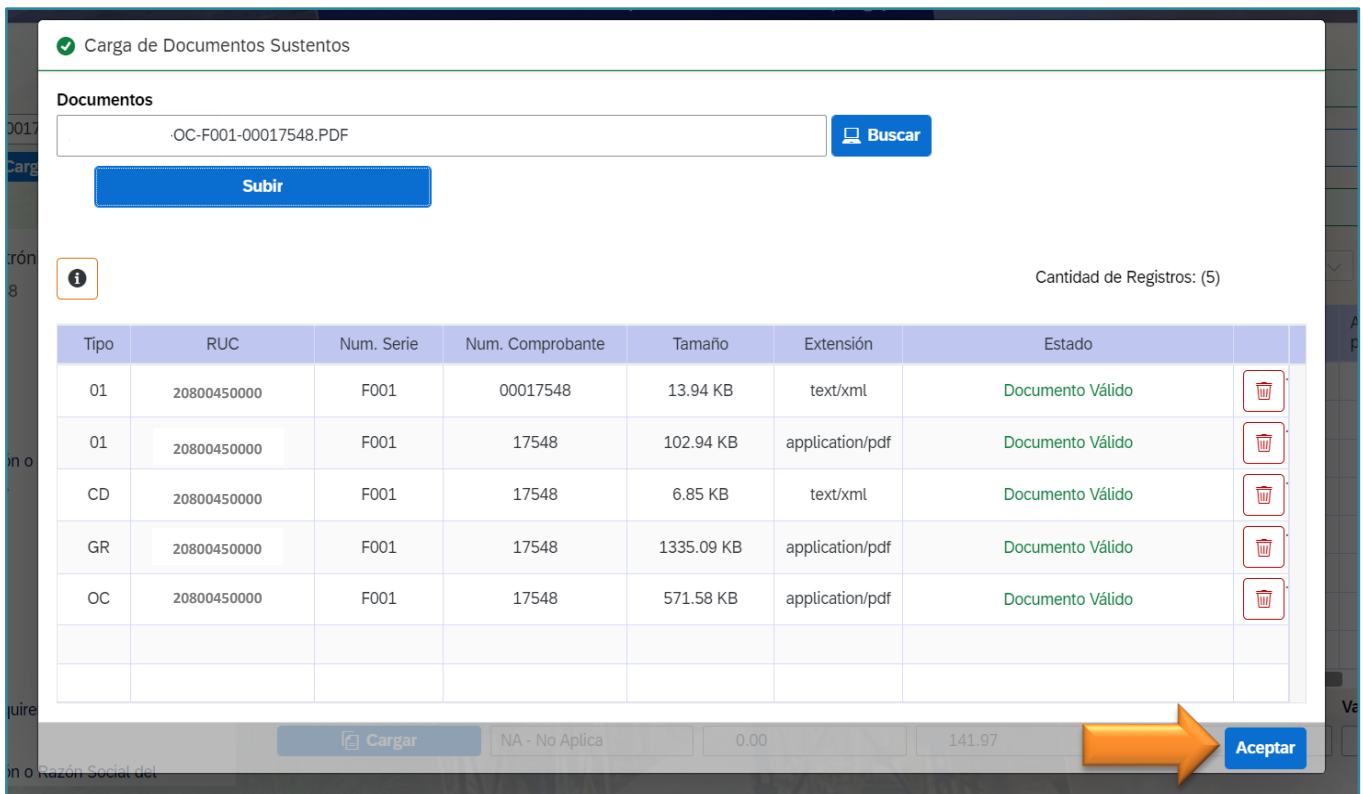 Carga de Documentos Sustentos
Documentos
-OC-F001-00017548.PDF
Buscar
Subir
Cantidad de Registros: (5)
Tipo RUC Num. Serie Num. Comprobante Tamaño Extensión Estado
01 20800450000 F001 00017548 13.94 KB text/xml Documento Válido
01 20800450000 F001 17548 102.94 KB application/pdf Documento Válido
CD 20800450000 F001 17548 6.85 KB text/xml Documento Válido
GR 20800450000 F001 17548 1335.09 KB application/pdf Documento Válido
OC 20800450000 F001 17548 571.58 KB application/pdf Documento Válido
Cargar NA - No Aplica 0.00 141.97
Aceptar
Razón Social del